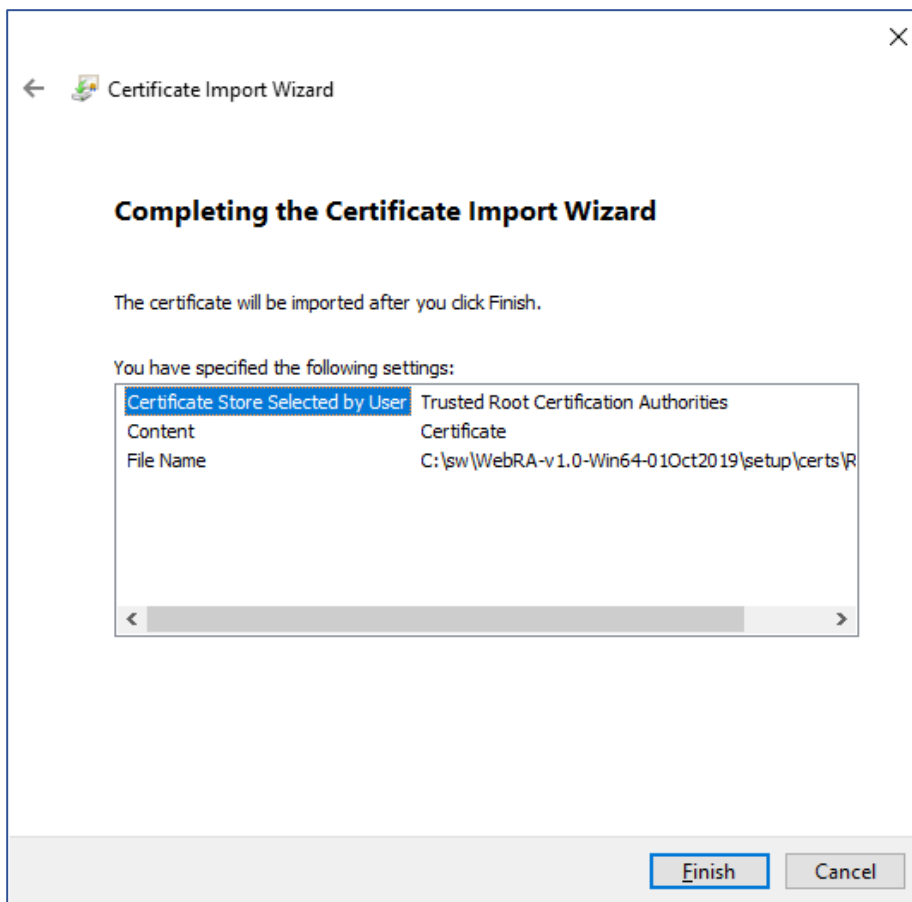 Certificate Import Wizard
Completing the Certificate Import Wizard
The certificate will be imported after you click Finish.
You have specified the following settings:
Certificate Store Selected by User Trusted Root Certification Authorities
Content Certificate
File Name C:\sw\WebRA-v1.0-Win64-01Oct2019\setup\certs\R
Finish Cancel